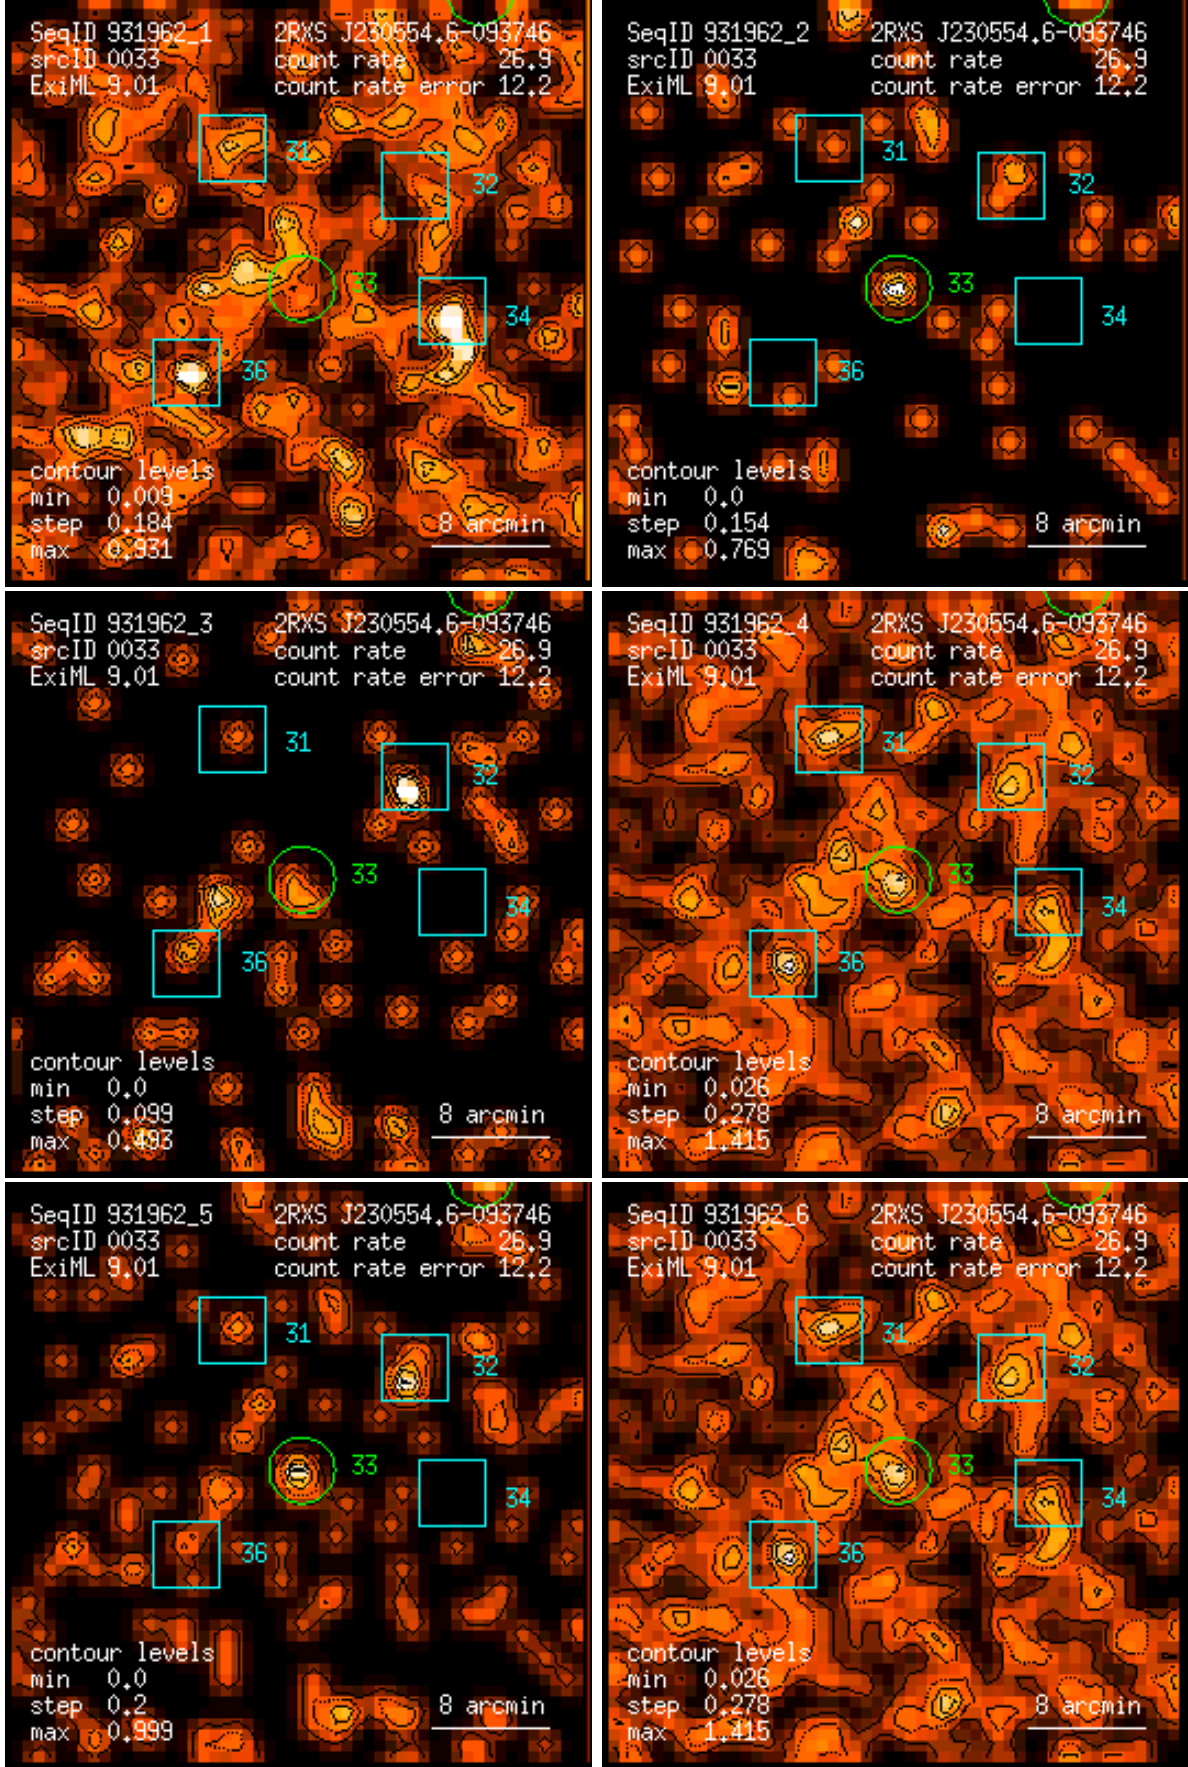 SeqID 931962_1 2RXS J230554.6-093746
srcID 0033 count rate 26.9
ExiML 9.01 count rate error 12.2
31
32
33
34
36
contour levels
min 0.009
step 0.184
max 0.931
8 arcmin
SeqID 931962_2 2RXS J230554.6-093746
srcID 0033 count rate 26.9
ExiML 9.01 count rate error 12.2
31
32
33
34
36
contour levels
min 0.0
step 0.154
max 0.769
8 arcmin
SeqID 931962_3 2RXS J230554.6-093746
srcID 0033 count rate 26.9
ExiML 9.01 count rate error 12.2
31
32
33
34
36
contour levels
min 0.0
step 0.099
max 0.493
8 arcmin
SeqID 931962_4 2RXS J230554.6-093746
srcID 0033 count rate 26.9
ExiML 9.01 count rate error 12.2
31
32
33
34
36
contour levels
min 0.026
step 0.278
max 1.415
8 arcmin
SeqID 931962_5 2RXS J230554.6-093746
srcID 0033 count rate 26.9
ExiML 9.01 count rate error 12.2
31
32
33
34
36
contour levels
min 0.0
step 0.2
max 0.999
8 arcmin
SeqID 931962_6 2RXS J230554.6-093746
srcID 0033 count rate 26.9
ExiML 9.01 count rate error 12.2
31
32
33
34
36
contour levels
min 0.026
step 0.278
max 1.415
8 arcmin